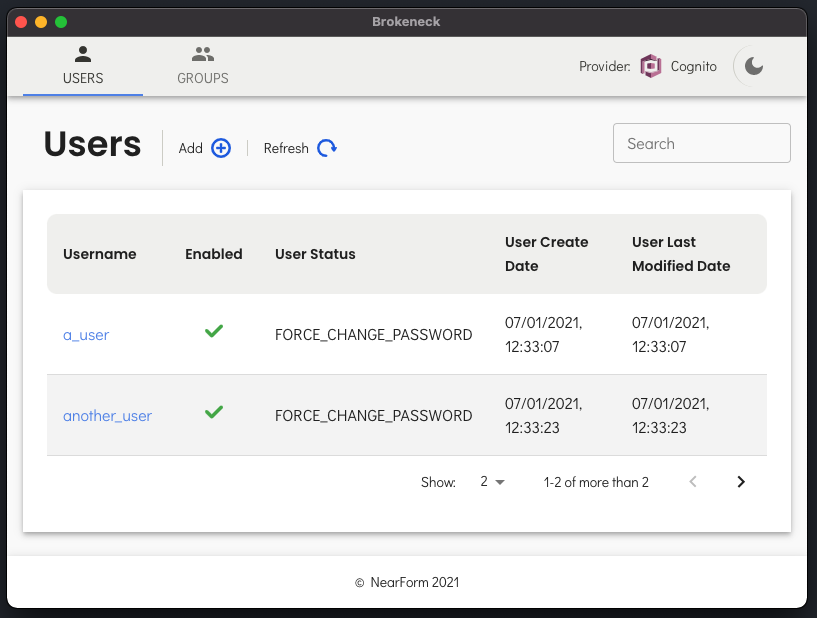 Brokeneck
USERS
GROUPS
Provider: Cognito
Users
Add
Refresh
Search
Username Enabled User Status User Create Date User Last Modified Date
a_user FORCE_CHANGE_PASSWORD 07/01/2021, 12:33:07 07/01/2021, 12:33:07
another_user FORCE_CHANGE_PASSWORD 07/01/2021, 12:33:23 07/01/2021, 12:33:23
Show: 2 1-2 of more than 2
© NearForm 2021